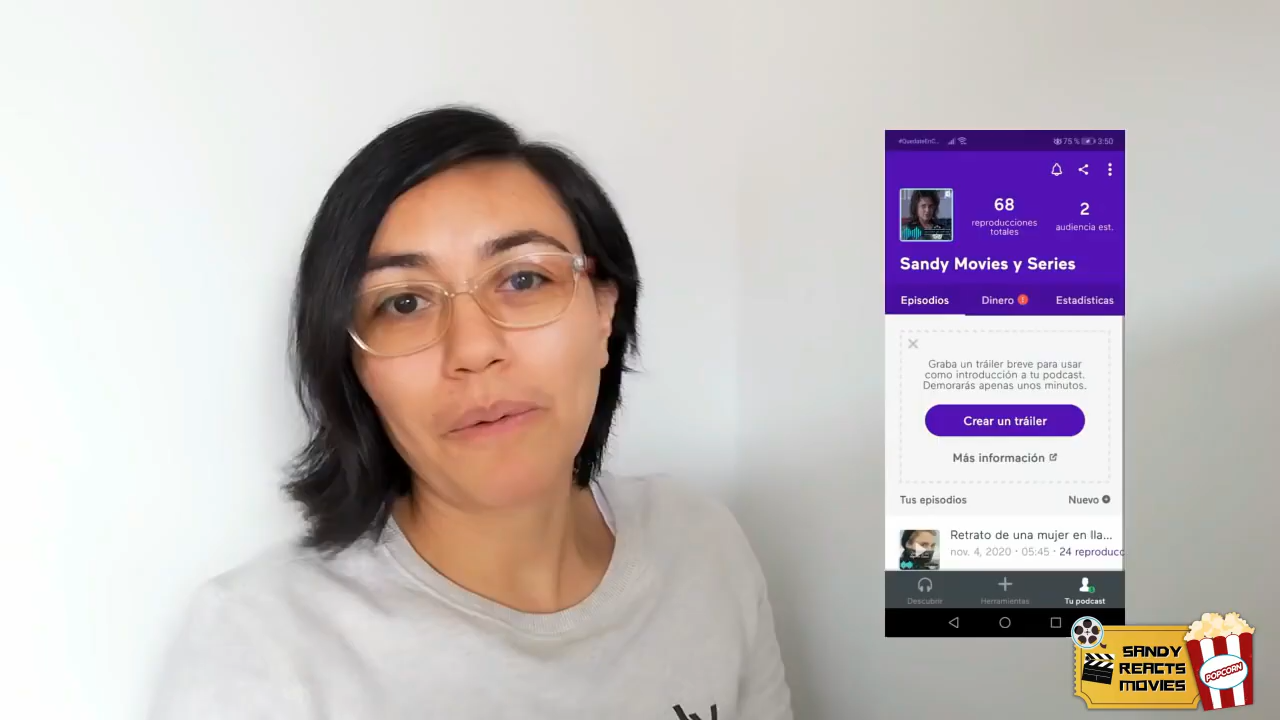 #QuedateEnC..
75 %
3:50
68
reproducciones
totales
2
audiencia est.
Sandy Movies y Series
Episodios
Dinero
Estadísticas
Graba un tráiler breve para usar
como introducción a tu podcast.
Demorarás apenas unos minutos.
Crear un tráiler
Más información
Tus episodios
Nuevo
Retrato de una mujer en lla...
nov. 4, 2020 · 05:45 · 24 reproducc
Descubrir
Herramientas
Tu podcast
SANDY
REACTS
MOVIES
POPCORN